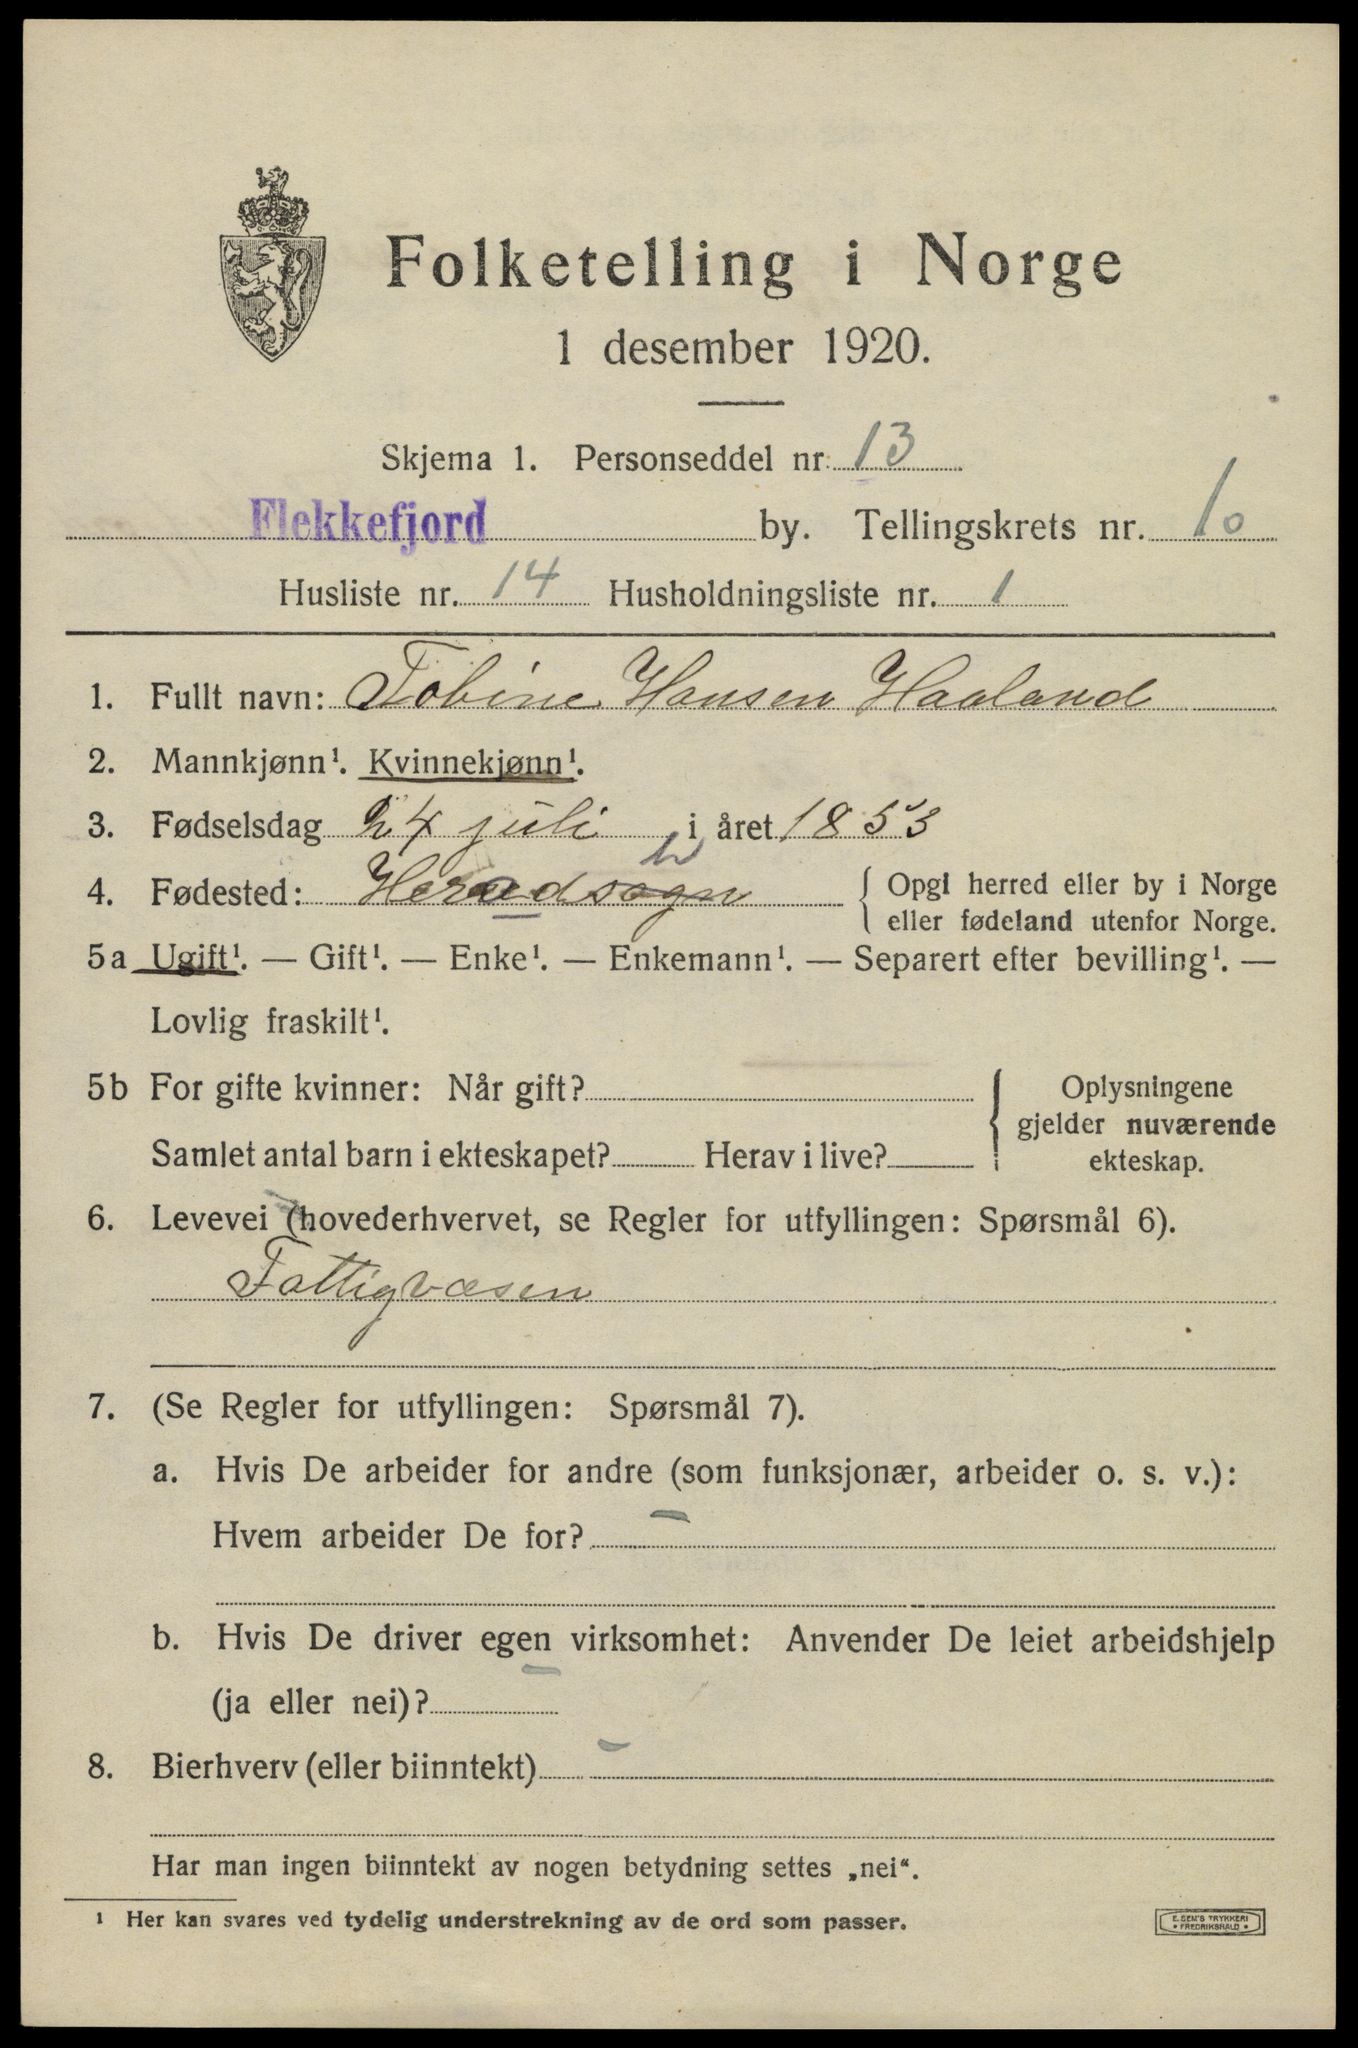 Folketelling i Norge
1 desember 1920.
Skjema 1. Personseddel nr. 13
Flekkefjord by. Tellingskrets nr. 10
Husliste nr. 14 Husholdningsliste nr. 1
1. Fullt navn: Tobine Hansen Haaland
2. Mannkjønn¹. Kvinnekjønn¹.
3. Fødselsdag 24 juli i året 1853
4. Fødested: Heradsogn { Opgi herred eller by i Norge
eller fødeland utenfor Norge.
5a Ugift¹. — Gift¹. — Enke¹. — Enkemann¹. — Separert efter bevilling¹. —
Lovlig fraskilt¹.
5b For gifte kvinner: Når gift? { Oplysningene
gjelder nuværende
Samlet antal barn i ekteskapet? Herav i live? ekteskap.
6. Levevei (hovederhvervet, se Regler for utfyllingen: Spørsmål 6).
Fattigvæsen
7. (Se Regler for utfyllingen: Spørsmål 7).
a. Hvis De arbeider for andre (som funksjonær, arbeider o. s. v.):
Hvem arbeider De for? —
b. Hvis De driver egen virksomhet: Anvender De leiet arbeidshjelp
(ja eller nei)? —
8. Bierhverv (eller biinntekt) —
Har man ingen biinntekt av nogen betydning settes „nei“.
¹ Her kan svares ved tydelig understrekning av de ord som passer.
E. SEM'S TRYKKERI
• FREDRIKSHALD •